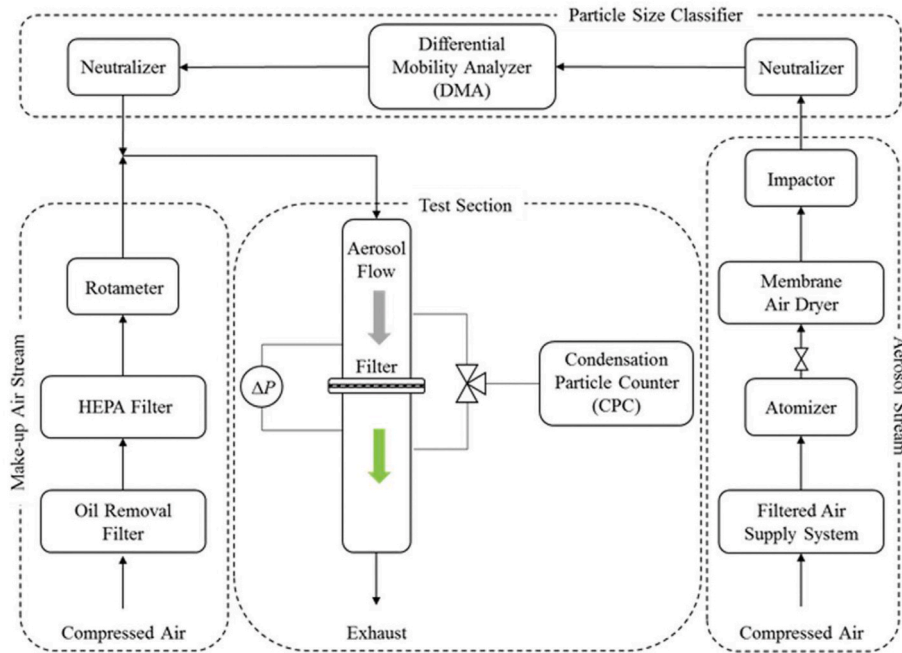 Particle Size Classifier
Neutralizer
Differential
Mobility Analyzer
(DMA)
Neutralizer
Make-up Air Stream
Rotameter
HEPA Filter
Oil Removal
Filter
Compressed Air
Test Section
Aerosol
Flow
Filter
ΔP
Condensation
Particle Counter
(CPC)
Exhaust
Aerosol Stream
Impactor
Membrane
Air Dryer
Atomizer
Filtered Air
Supply System
Compressed Air